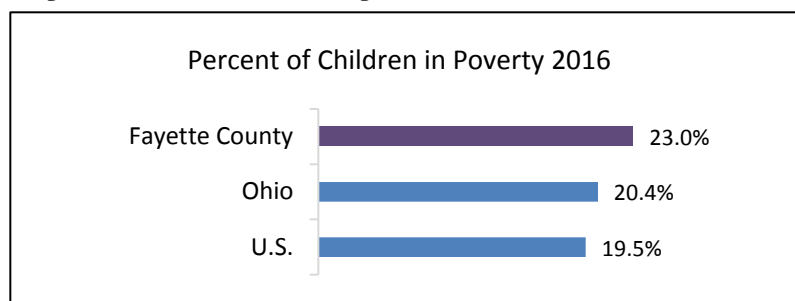 Percent of Children in Poverty 2016
Fayette County 23.0%
Ohio 20.4%
U.S. 19.5%